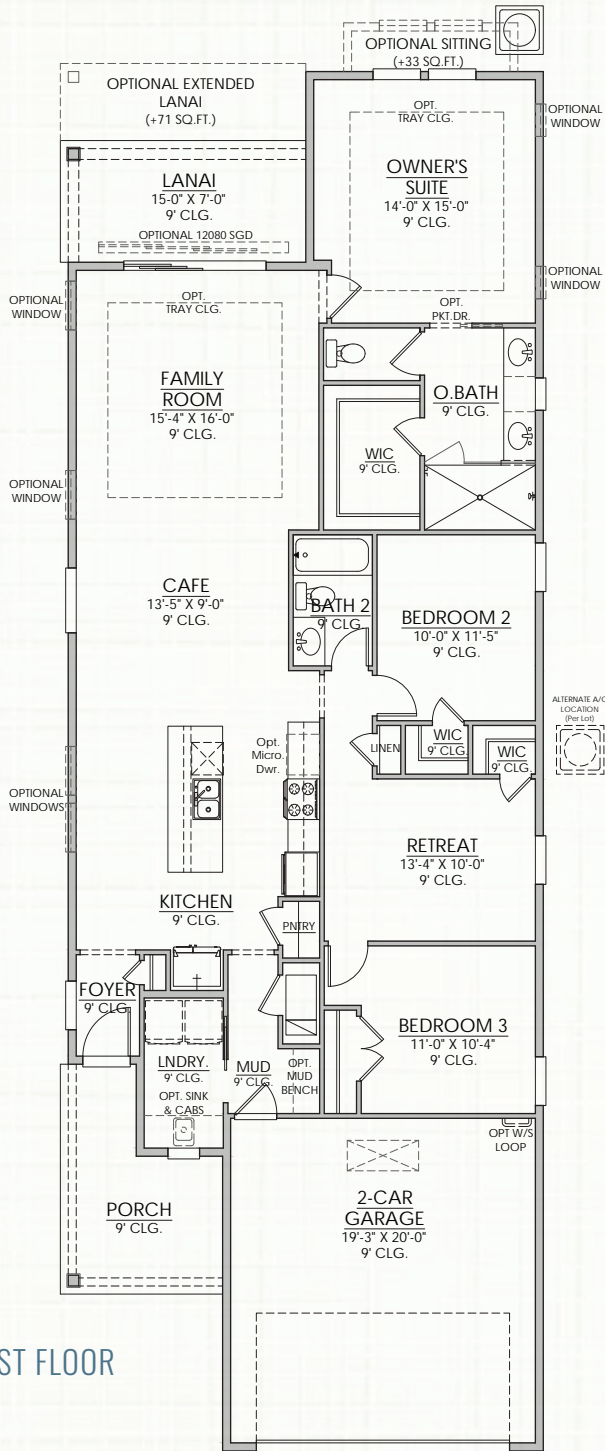 OPTIONAL SITTING
(+33 SQ.FT.)
OPTIONAL EXTENDED
LANAI
(+71 SQ.FT.)
OPT.
TRAY CLG.
OPTIONAL
WINDOW
OWNER'S
SUITE
14'-0" X 15'-0"
9' CLG.
LANAI
15-0" X 7'-0"
9' CLG.
OPTIONAL 12080 SGD
OPTIONAL
WINDOW
OPTIONAL
WINDOW
OPT.
TRAY CLG.
OPT.
PKT.DR.
FAMILY
ROOM
15'-4" X 16'-0"
9' CLG.
O.BATH
9' CLG.
WIC
9' CLG.
OPTIONAL
WINDOW
CAFE
13'-5" X 9'-0"
9' CLG.
BATH 2
9' CLG.
BEDROOM 2
10'-0" X 11'-5"
9' CLG.
ALTERNATE A/C
LOCATION
(Per Lot)
Opt.
Micro.
Dwr.
LINEN
WIC
9' CLG.
WIC
9' CLG.
OPTIONAL
WINDOWS
RETREAT
13'-4" X 10'-0"
9' CLG.
KITCHEN
9' CLG.
PNTRY
FOYER
9' CLG.
BEDROOM 3
11'-0" X 10'-4"
9' CLG.
LNDRY.
9' CLG.
OPT. SINK
& CABS
MUD
9' CLG.
OPT.
MUD
BENCH
OPT W/S
LOOP
PORCH
9' CLG.
2-CAR
GARAGE
19'-3" X 20'-0"
9' CLG.
ST FLOOR